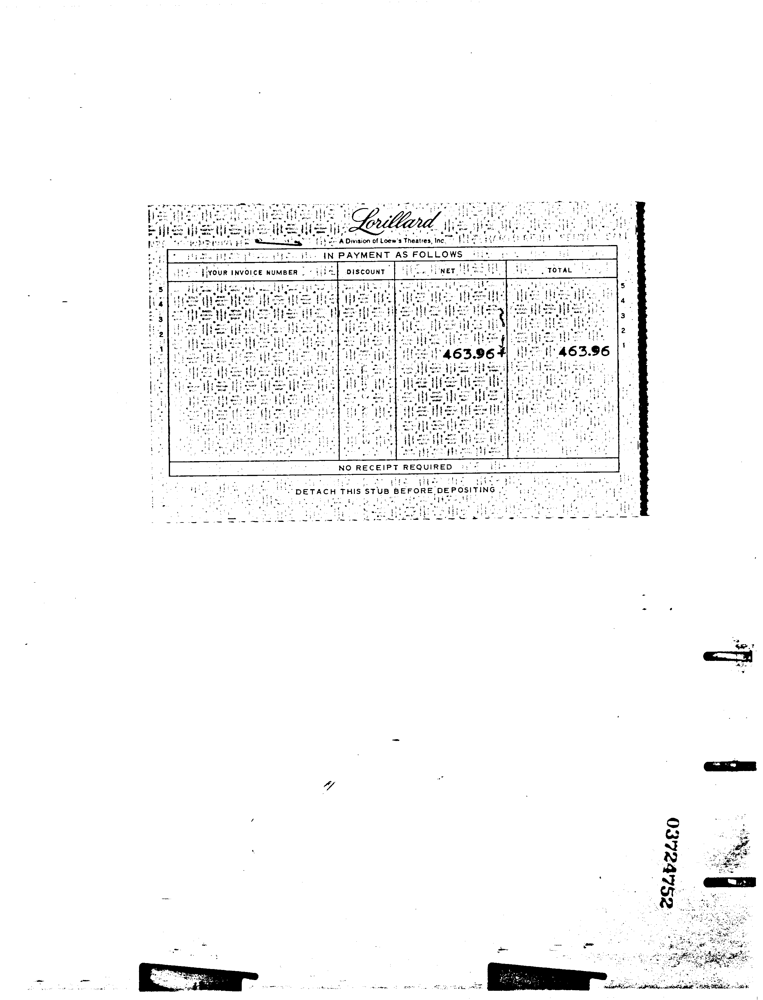 Lorillard
A Division of Loew's Theatres, Inc.
IN PAYMENT AS FOLLOWS
YOUR INVOICE NUMBER DISCOUNT NET TOTAL
5 5
4 4
3 3
2 2
1 463.96 463.96 1
NO RECEIPT REQUIRED
DETACH THIS STUB BEFORE DEPOSITING
03724752